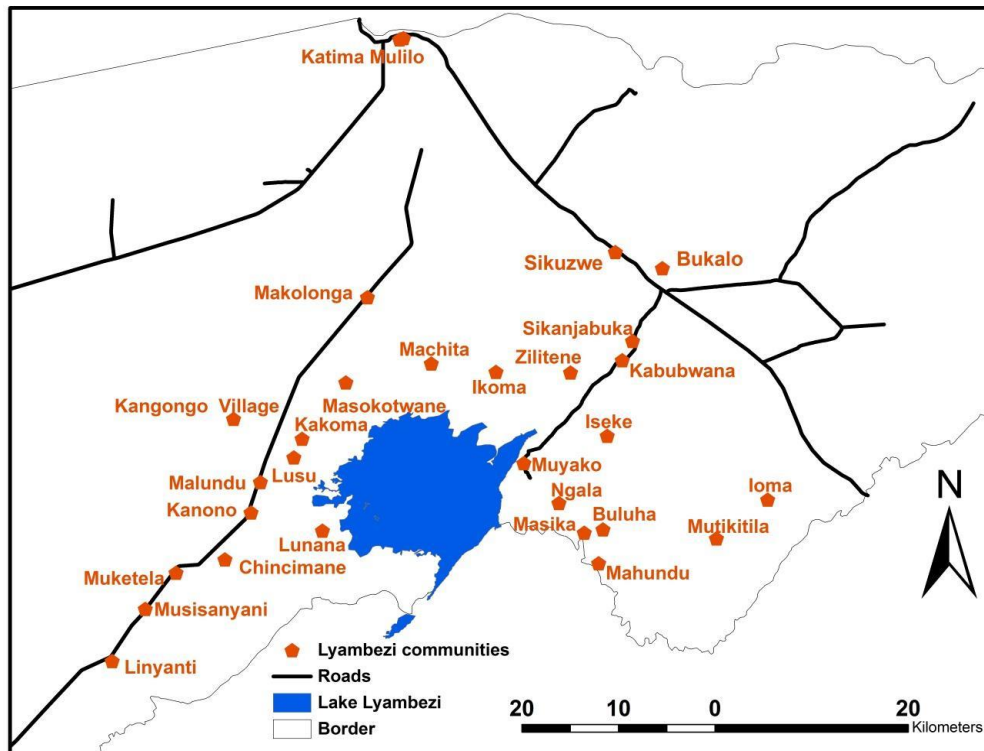 Katima Mulilo
Sikuzwe
Bukalo
Makolonga
Sikanjabuka
Machita
Zilitene
Kabubwana
Ikoma
Masokotwane
Kangongo Village
Kakoma
Iseke
Lusu
Muyako
Malundu
Ngala
Ioma
N
Kanono
Masika
Buluha
Mutikitila
Lunana
Chincimane
Mahundu
Muketela
Musisanyani
Linyanti
Lyambezi communities
Roads
Lake Lyambezi
Border
20 10 0 20
Kilometers